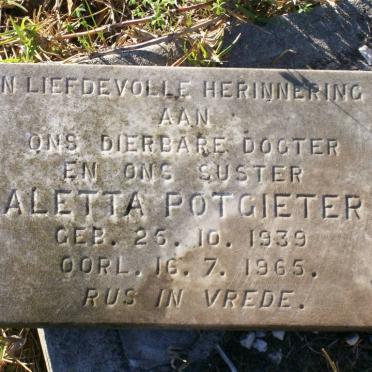 N LIEFDEVOLLE HERINNERING
AAN
ONS DIERBARE DOGTER
EN ONS SUSTER
ALETTA POTGIETER
GEB. 26. 10. 1939
OORL. 16. 7. 1965.
RUS IN VREDE.